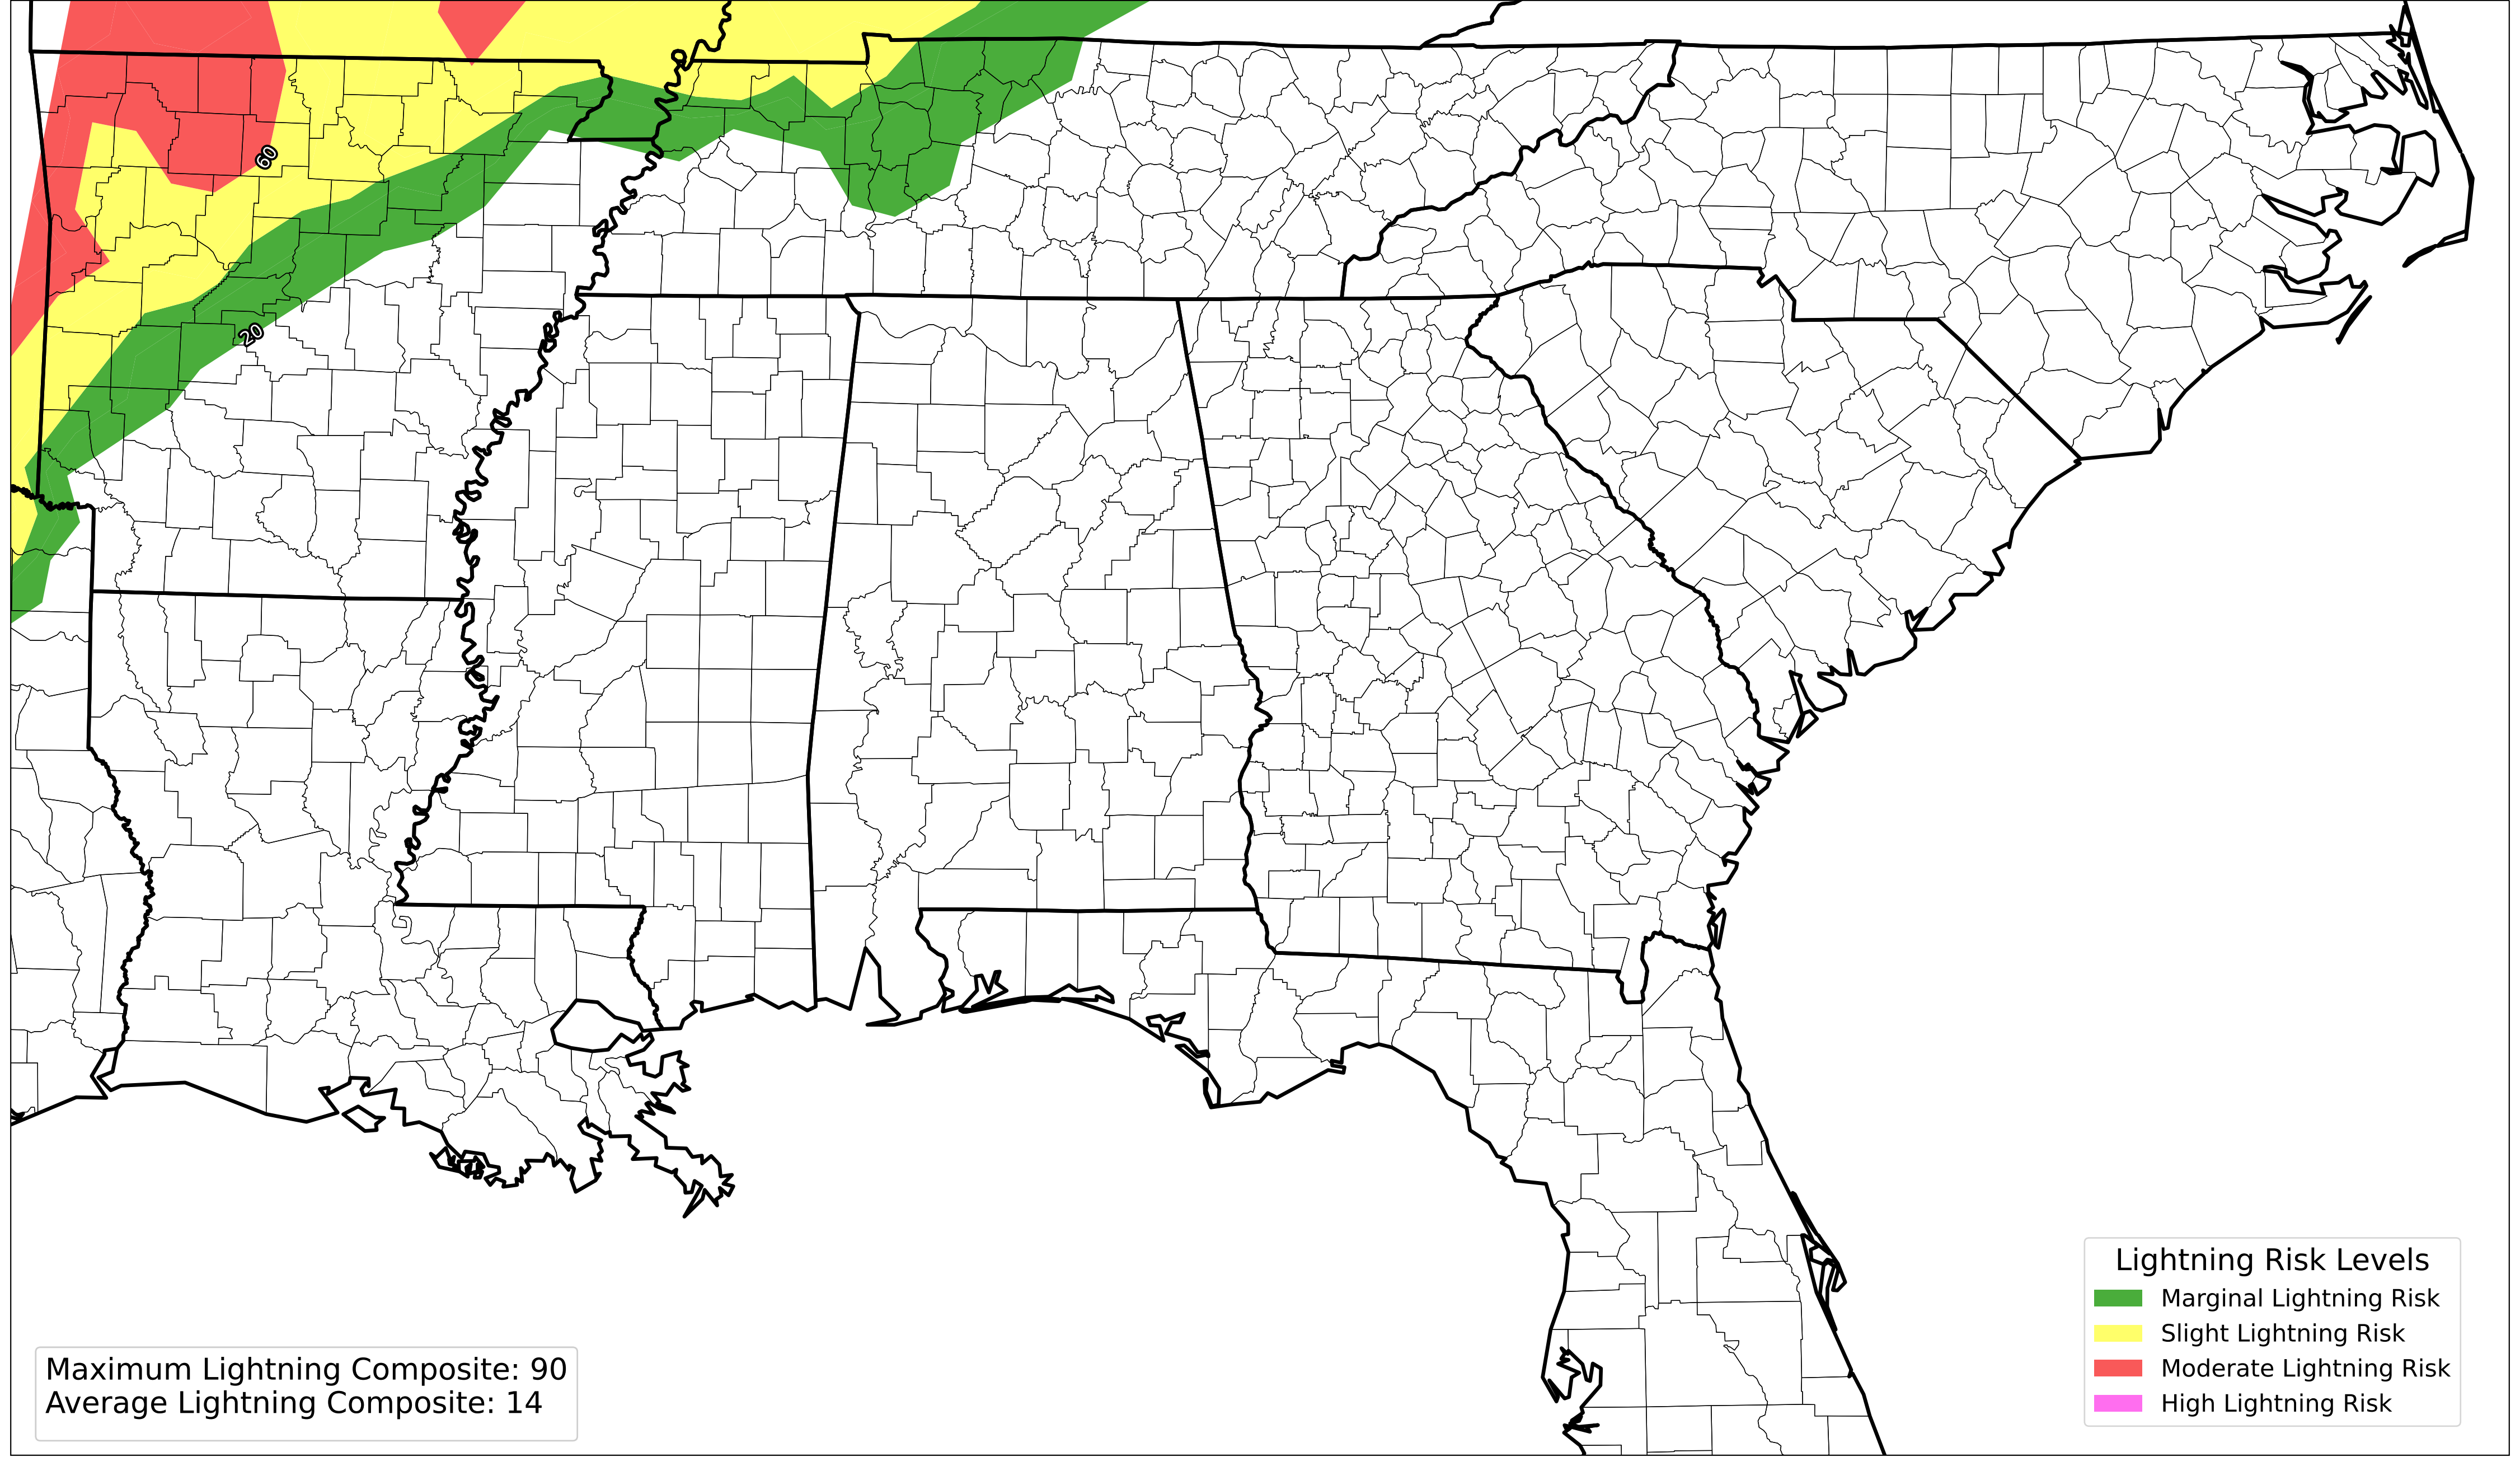 60
20
Lightning Risk Levels
Marginal Lightning Risk
Slight Lightning Risk
Moderate Lightning Risk
High Lightning Risk
Maximum Lightning Composite: 90
Average Lightning Composite: 14